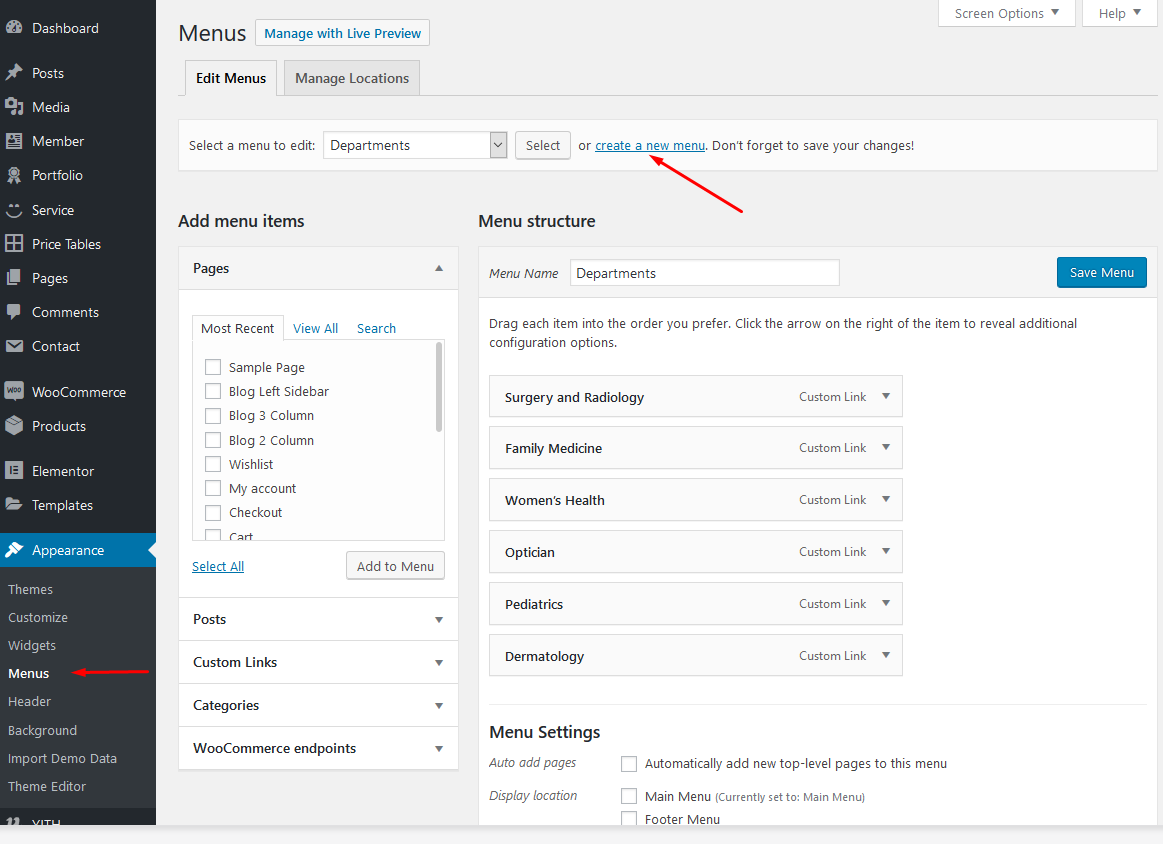 Dashboard
Posts
Media
Member
Portfolio
Service
Price Tables
Pages
Comments
Contact
WooCommerce
Products
Elementor
Templates
Appearance
Themes
Customize
Widgets
Menus
Header
Background
Import Demo Data
Theme Editor
YITH
Screen Options
Help
Menus
Manage with Live Preview
Edit Menus
Manage Locations
Select a menu to edit: Departments Select or create a new menu. Don't forget to save your changes!
Add menu items
Pages
Most Recent View All Search
Sample Page
Blog Left Sidebar
Blog 3 Column
Blog 2 Column
Wishlist
My account
Checkout
Cart
Select All
Add to Menu
Posts
Custom Links
Categories
WooCommerce endpoints
Menu structure
Menu Name Departments Save Menu
Drag each item into the order you prefer. Click the arrow on the right of the item to reveal additional
configuration options.
Surgery and Radiology Custom Link
Family Medicine Custom Link
Women's Health Custom Link
Optician Custom Link
Pediatrics Custom Link
Dermatology Custom Link
Menu Settings
Auto add pages Automatically add new top-level pages to this menu
Display location Main Menu (Currently set to: Main Menu)
Footer Menu